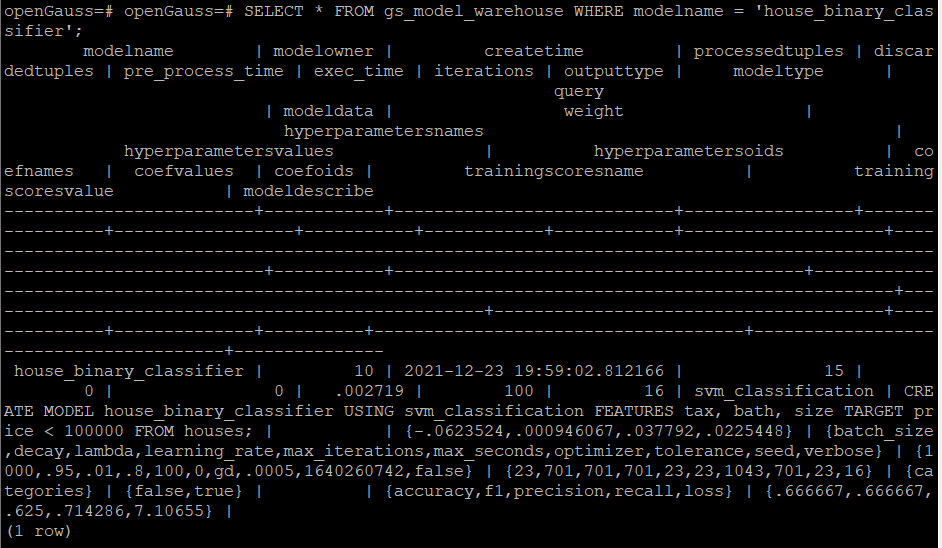 openGauss=# openGauss=# SELECT * FROM gs_model_warehouse WHERE modelname = 'house_binary_clas
sifier';
        modelname         | modelowner |         createtime         | processedtuples | discar
dedtuples | pre_process_time | exec_time | iterations | outputtype |     modeltype      |
                                                       query
                          | modeldata |                 weight                  |
                            hyperparametersnames                                         |
            hyperparametersvalues               |          hyperparametersoids          | co
efnames   |  coefvalues  | coefoids |         trainingscoresname          |          training
scoresvalue           | modeldescribe
-------------------------+------------+----------------------------+-----------------+-------
----------+------------------+-----------+------------+------------+--------------------+----
---------------------------------------------------------------------------------------------
--------------------------+-----------+-----------------------------------------+------------
-----------------------------------------------------------------------------------------+---
------------------------------------------------+---------------------------------------+----
----------+--------------+----------+-------------------------------------+------------------
----------------------+---------------
 house_binary_classifier |         10 | 2021-12-23 19:59:02.812166 |              15 |
        0 |                0 |   .002719 |        100 |         16 | svm_classification | CRE
ATE MODEL house_binary_classifier USING svm_classification FEATURES tax, bath, size TARGET pr
ice < 100000 FROM houses; |           | {-.0623524,.000946067,.037792,.0225448} | {batch_size
,decay,lambda,learning_rate,max_iterations,max_seconds,optimizer,tolerance,seed,verbose} | {1
000,.95,.01,.8,100,0,gd,.0005,1640260742,false} | {23,701,701,701,23,23,1043,701,23,16} | {ca
tegories} | {false,true} |          | {accuracy,f1,precision,recall,loss} | {.666667,.666667,
.625,.714286,7.10655} |
(1 row)